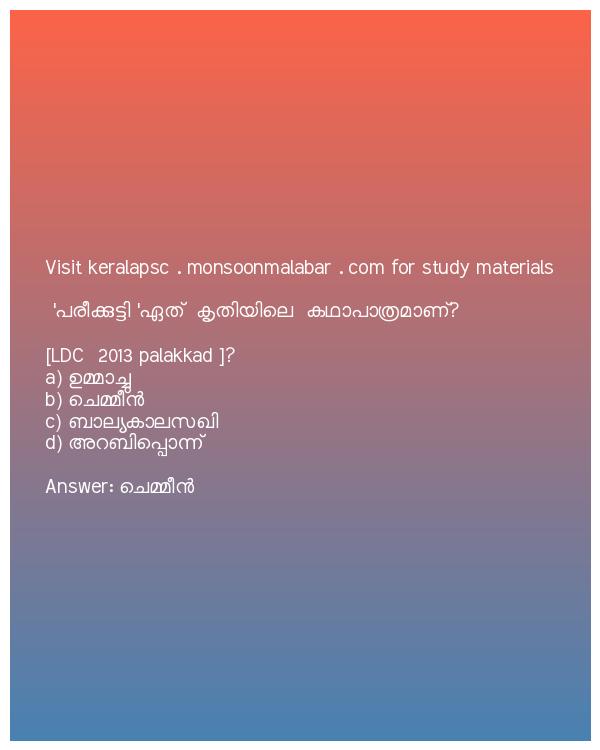 Visit keralapsc . monsoonmalabar . com for study materials
'പരീക്കുട്ടി 'ഏത് കൃതിയിലെ കഥാപാത്രമാണ്?
[LDC 2013 palakkad ]?
a) ഉമ്മാച്ചു
b) ചെമ്മീൻ
c) ബാല്യകാലസഖി
d) അറബിപ്പൊന്ന്
Answer: ചെമ്മീൻ